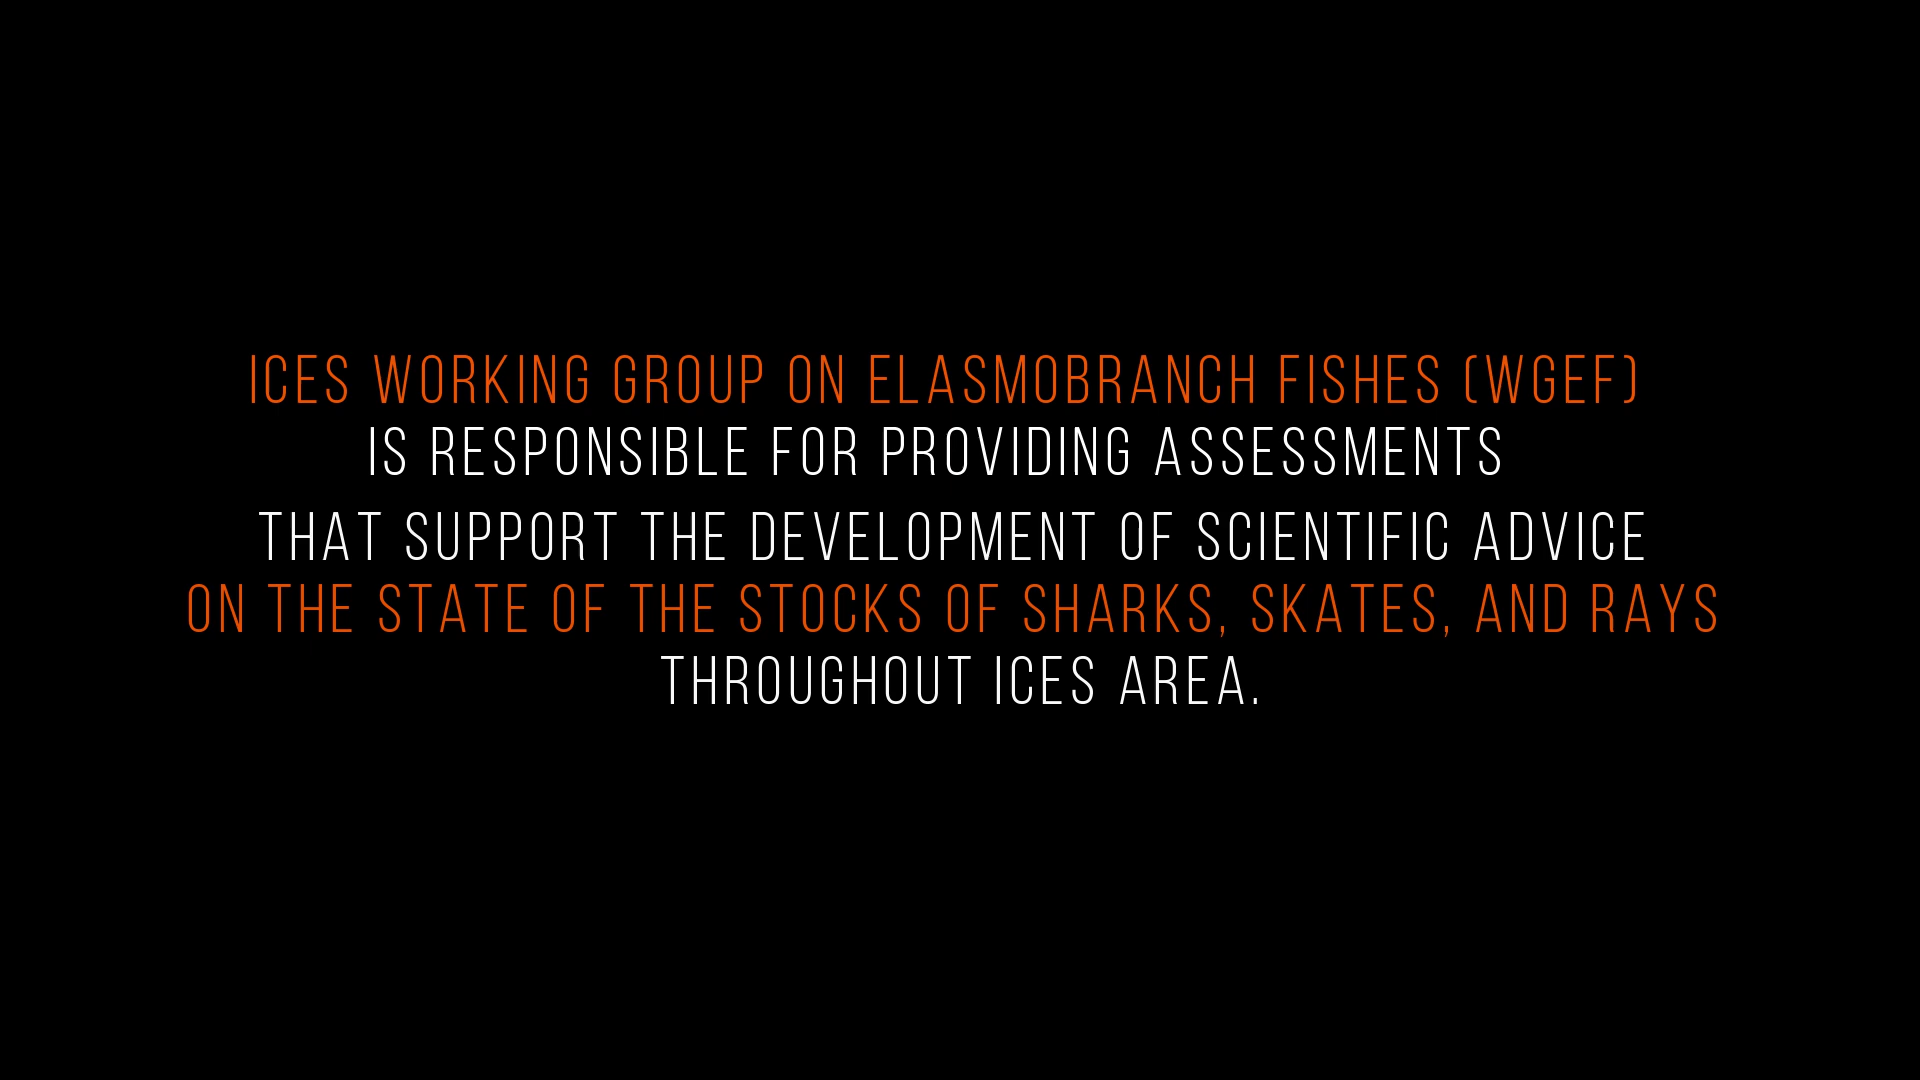 ICES WORKING GROUP ON ELASMOBRANCH FISHES (WGEF)
IS RESPONSIBLE FOR PROVIDING ASSESSMENTS
THAT SUPPORT THE DEVELOPMENT OF SCIENTIFIC ADVICE
ON THE STATE OF THE STOCKS OF SHARKS, SKATES, AND RAYS
THROUGHOUT ICES AREA.